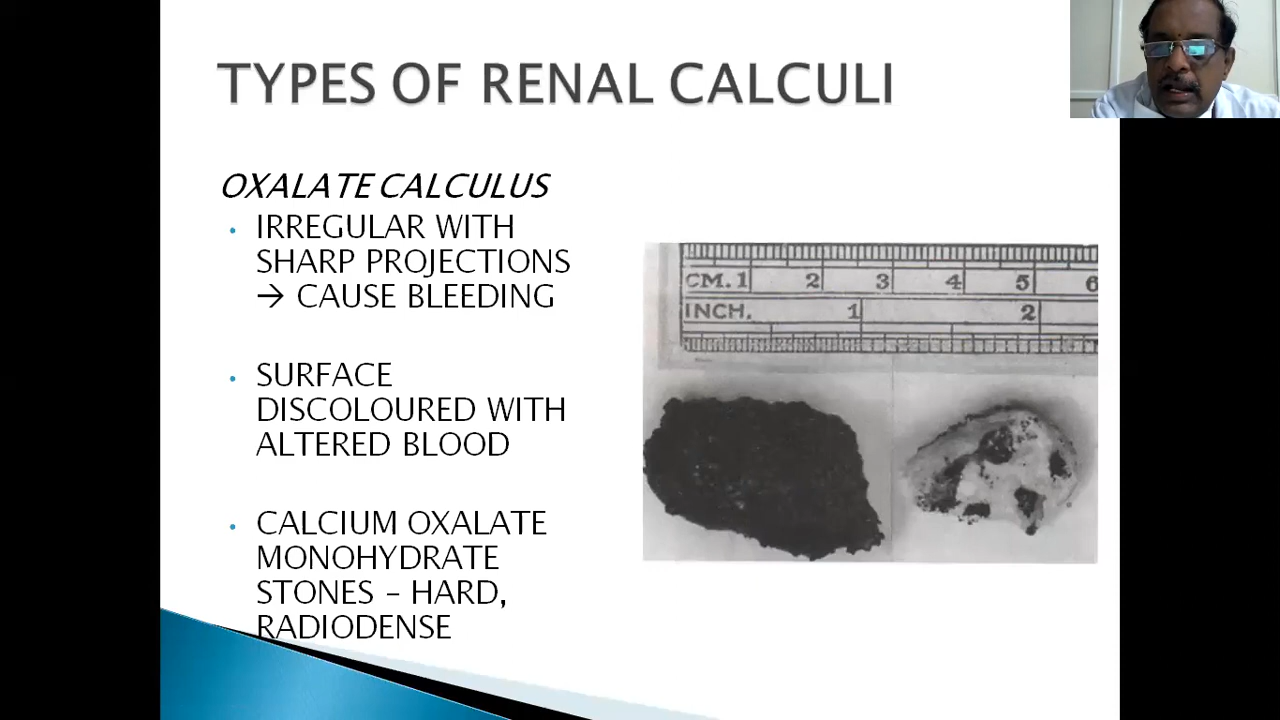 TYPES OF RENAL CALCULI
OXALATE CALCULUS
• IRREGULAR WITH
SHARP PROJECTIONS
→ CAUSE BLEEDING
• SURFACE
DISCOLOURED WITH
ALTERED BLOOD
• CALCIUM OXALATE
MONOHYDRATE
STONES – HARD,
RADIODENSE
CM. 1 2 3 4 5 6
INCH. 1 2